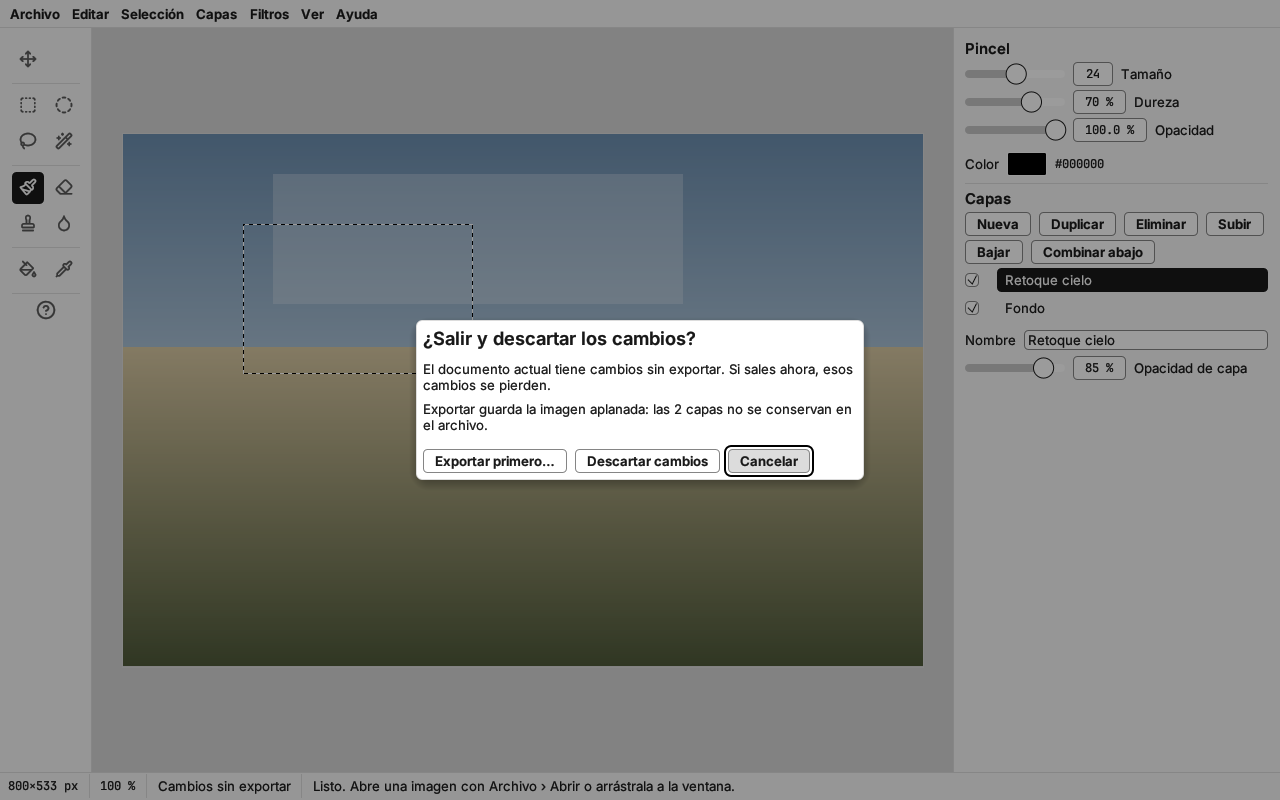 Archivo Editar Selección Capas Filtros Ver Ayuda
Pincel
24 Tamaño
70 % Dureza
100.0 % Opacidad
Color #000000
Capas
Nueva Duplicar Eliminar Subir
Bajar Combinar abajo
Retoque cielo
Fondo
Nombre Retoque cielo
85 % Opacidad de capa
¿Salir y descartar los cambios?
El documento actual tiene cambios sin exportar. Si sales ahora, esos
cambios se pierden.
Exportar guarda la imagen aplanada: las 2 capas no se conservan en
el archivo.
Exportar primero... Descartar cambios Cancelar
800×533 px 100 % Cambios sin exportar Listo. Abre una imagen con Archivo › Abrir o arrástrala a la ventana.